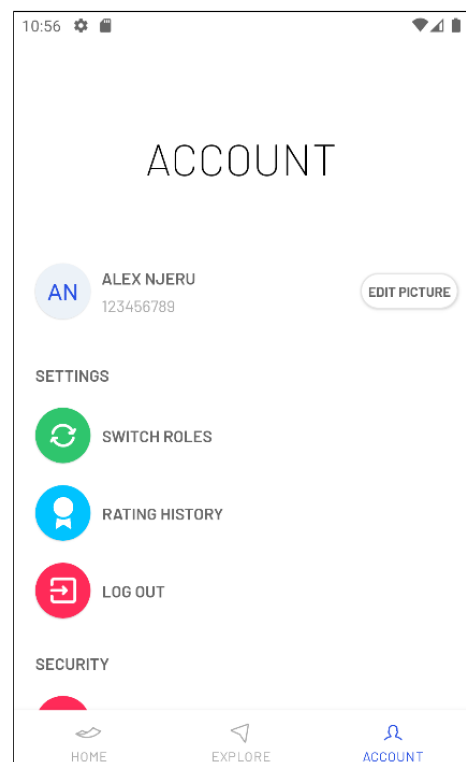 10:56
ACCOUNT
AN
ALEX NJERU
123456789
EDIT PICTURE
SETTINGS
SWITCH ROLES
RATING HISTORY
LOG OUT
SECURITY
HOME
EXPLORE
ACCOUNT